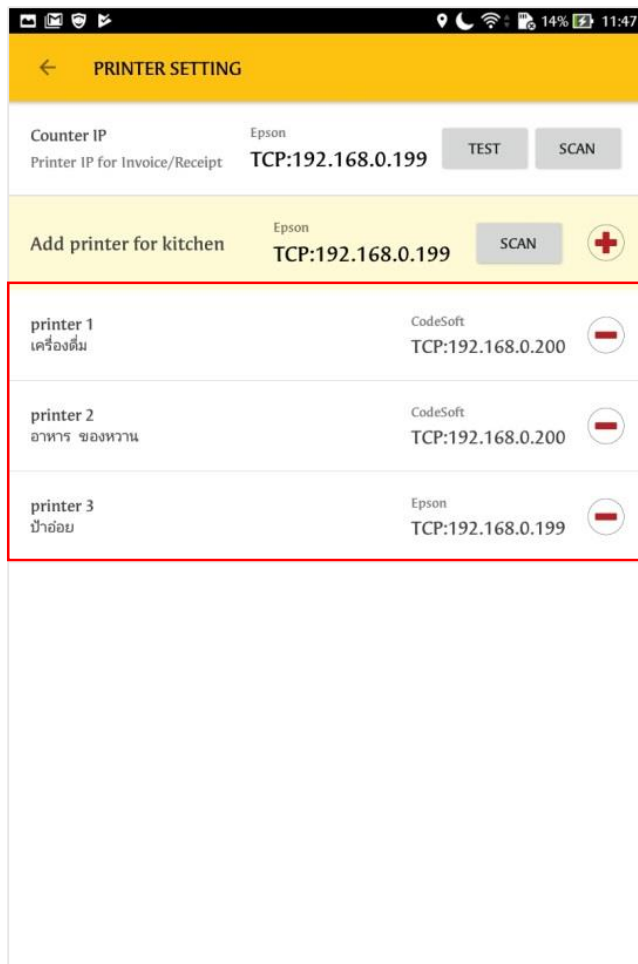 14% 11:47
PRINTER SETTING
Counter IP
Printer IP for Invoice/Receipt
Epson
TCP:192.168.0.199
TEST
SCAN
Add printer for kitchen
Epson
TCP:192.168.0.199
SCAN
printer 1
เครื่องดื่ม
CodeSoft
TCP:192.168.0.200
printer 2
อาหาร ของหวาน
CodeSoft
TCP:192.168.0.200
printer 3
ป้าอ่อย
Epson
TCP:192.168.0.199